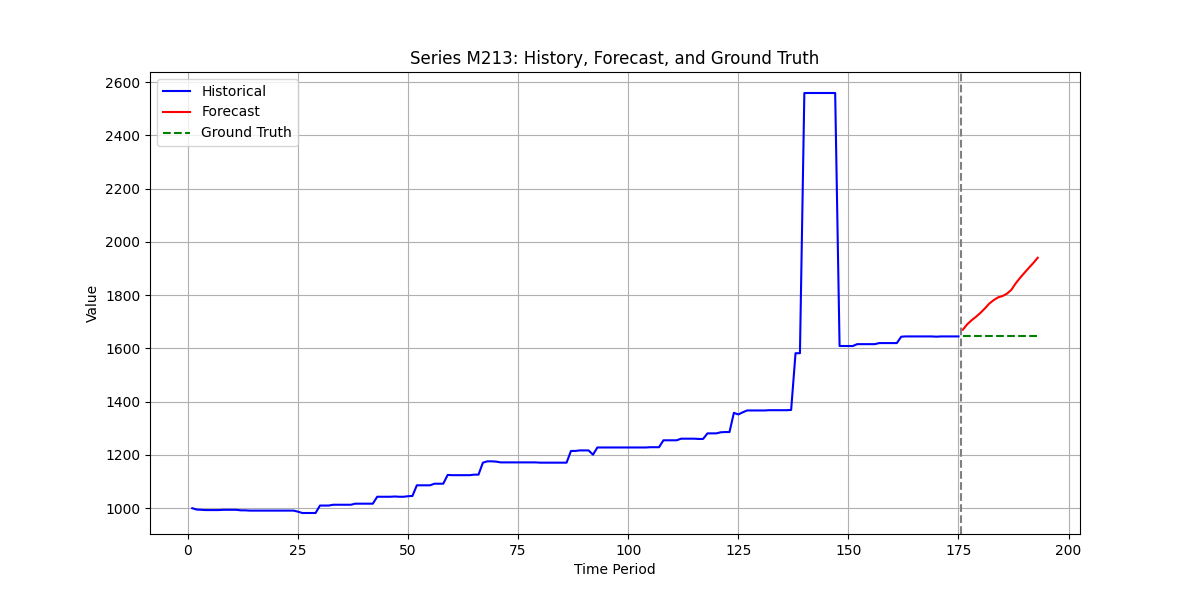 Series M213: History, Forecast, and Ground Truth
Historical
Forecast
Ground Truth
2600
2400
2200
2000
1800
1600
1400
1200
1000
Value
0 25 50 75 100 125 150 175 200
Time Period